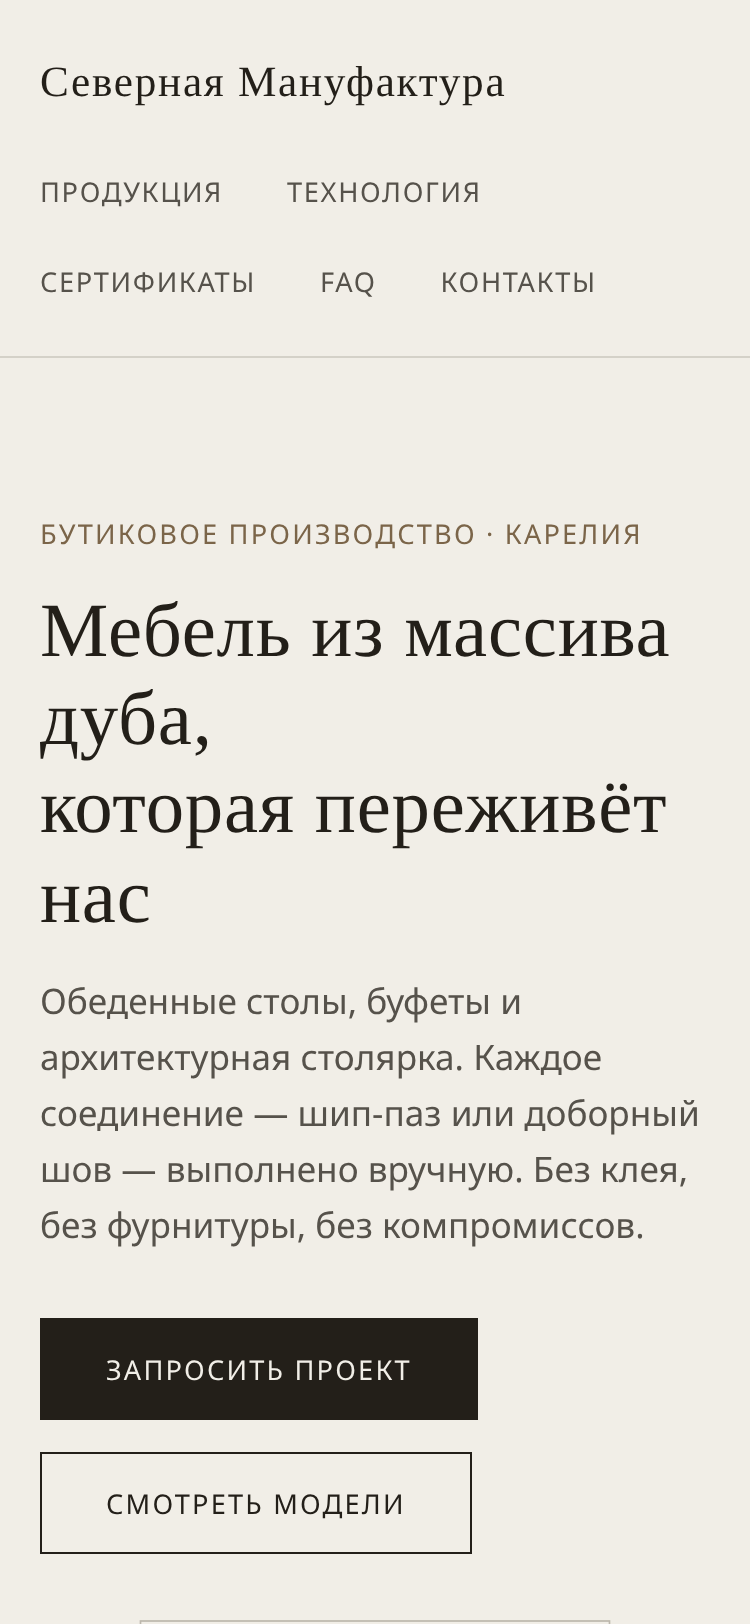 Северная Мануфактура
ПРОДУКЦИЯ ТЕХНОЛОГИЯ
СЕРТИФИКАТЫ FAQ КОНТАКТЫ
БУТИКОВОЕ ПРОИЗВОДСТВО · КАРЕЛИЯ
Мебель из массива
дуба,
которая переживёт
нас
Обеденные столы, буфеты и
архитектурная столярка. Каждое
соединение — шип-паз или доборный
шов — выполнено вручную. Без клея,
без фурнитуры, без компромиссов.
ЗАПРОСИТЬ ПРОЕКТ
СМОТРЕТЬ МОДЕЛИ